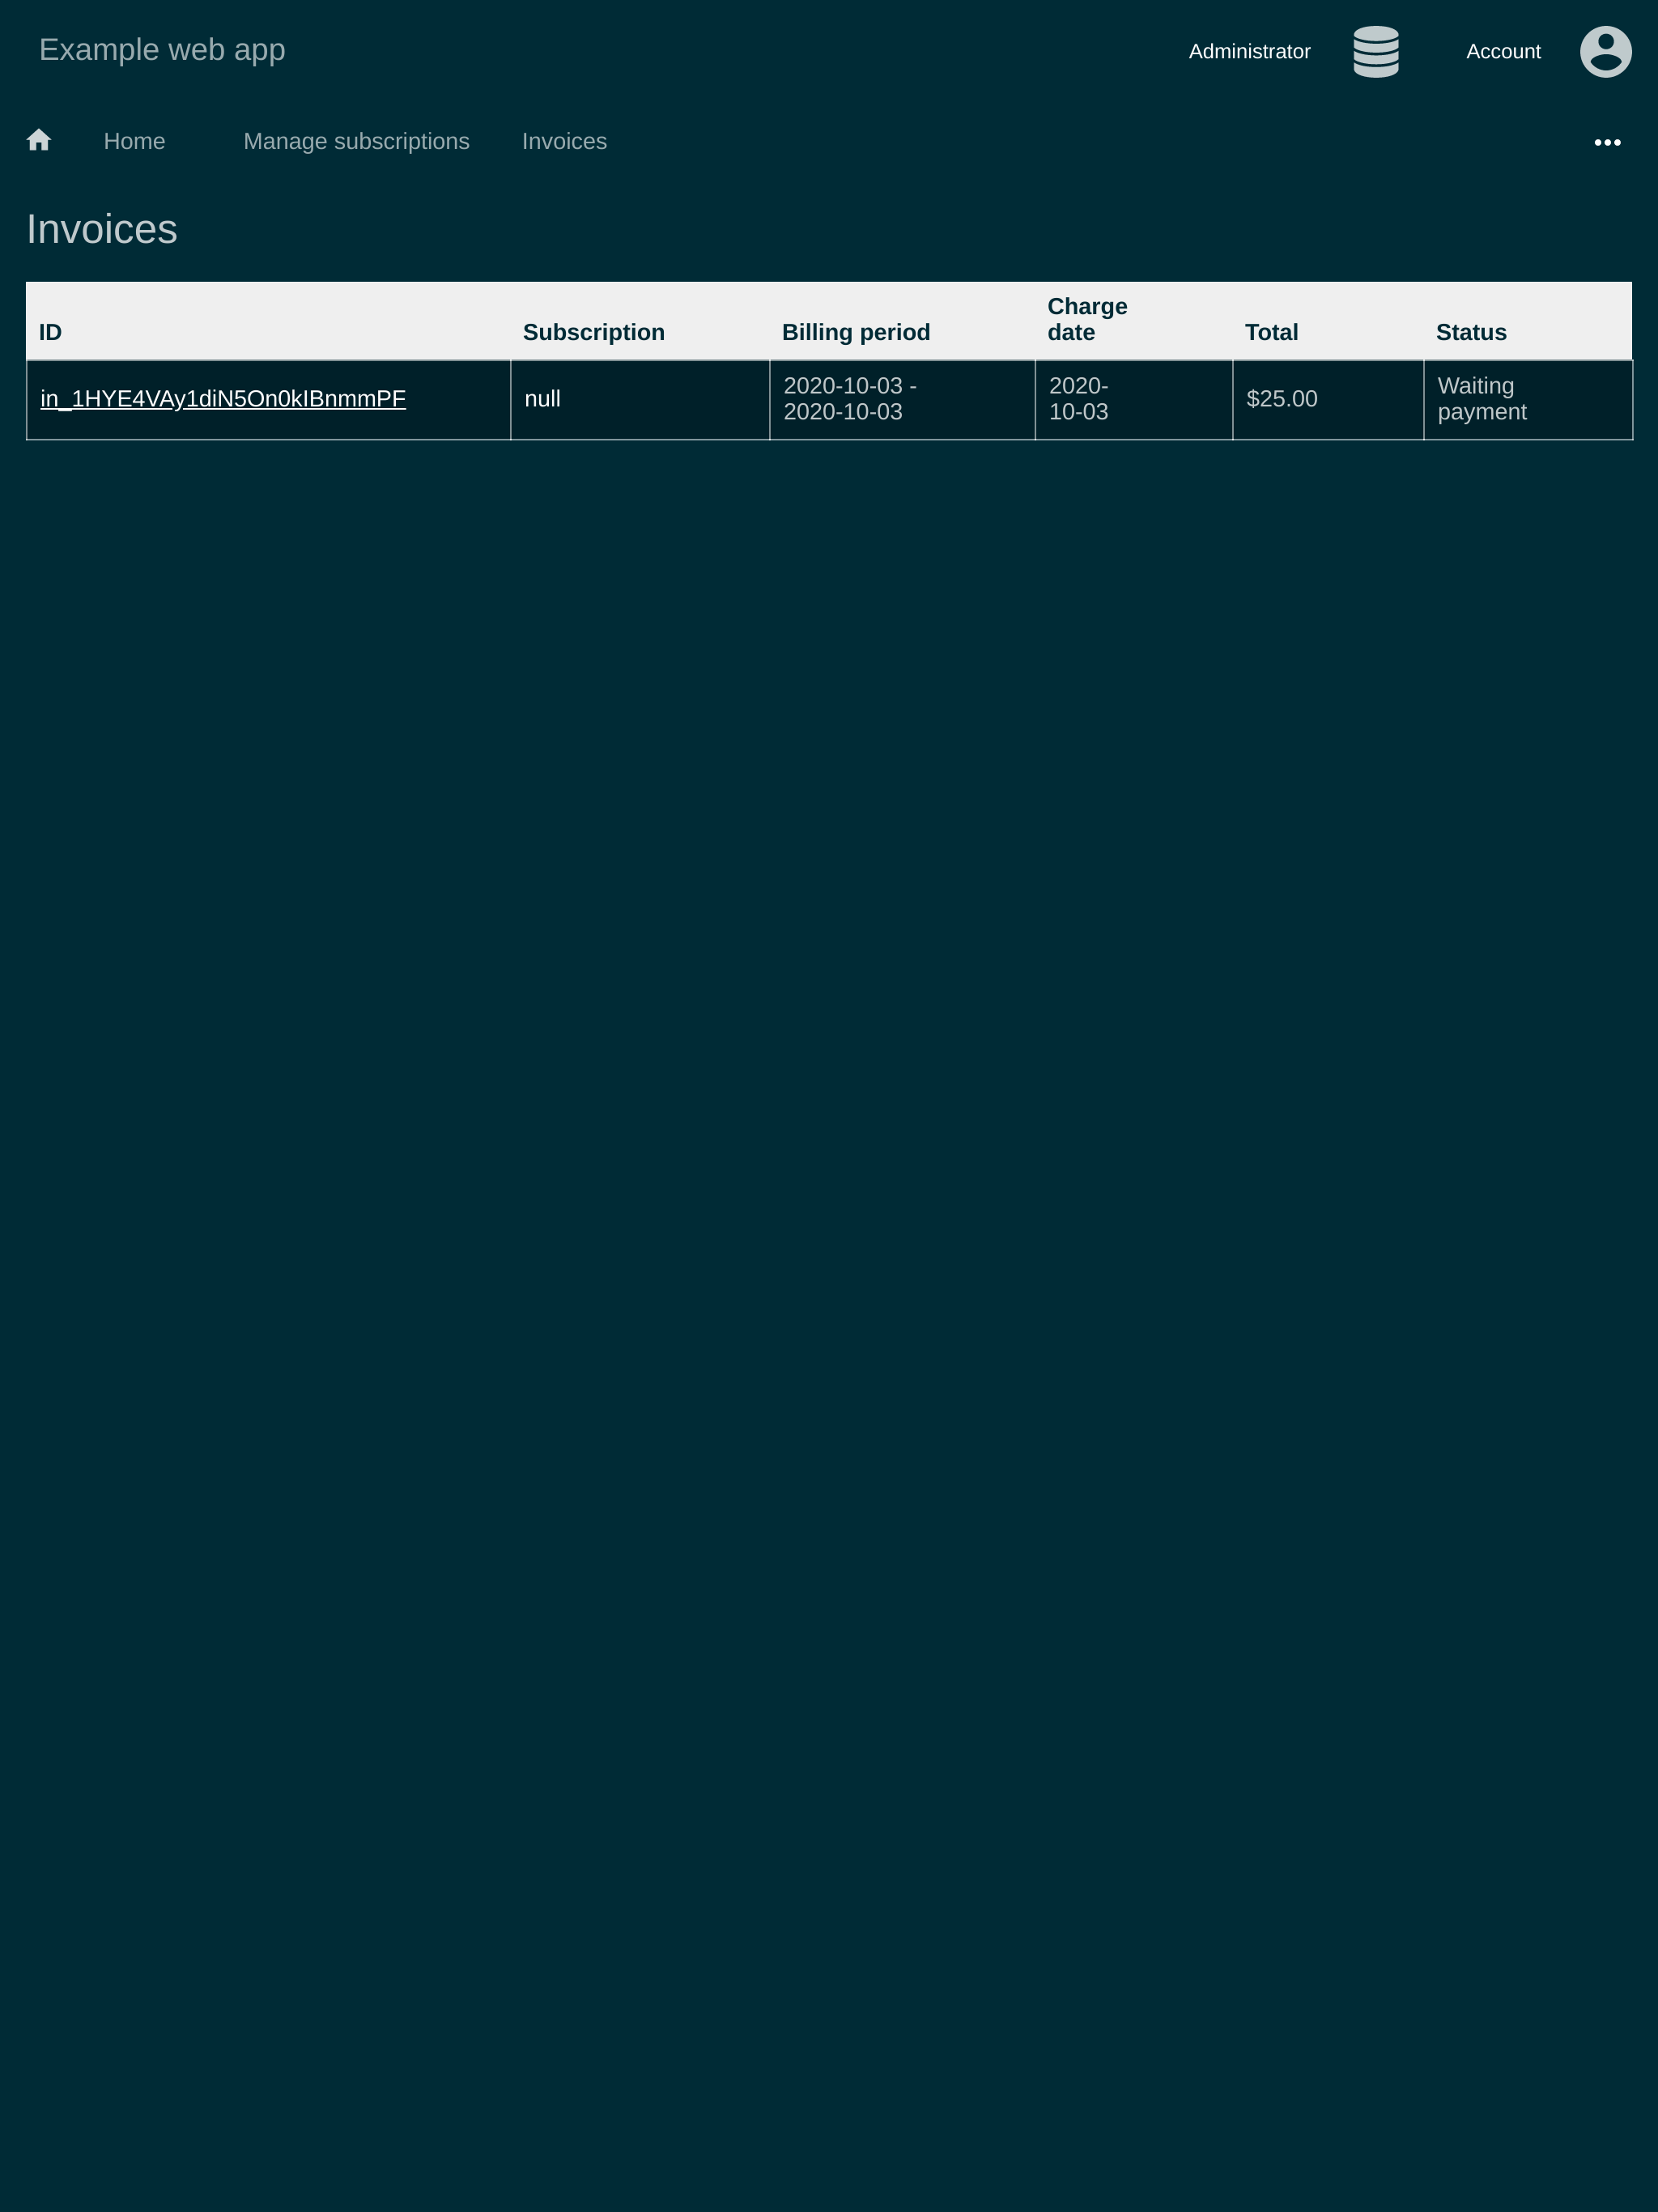 Example web app
Administrator
Account
Home
Manage subscriptions
Invoices
Invoices
ID
Subscription
Billing period
Charge
date
Total
Status
in_1HYE4VAy1diN5On0kIBnmmPF
null
2020-10-03 -
2020-10-03
2020-
10-03
$25.00
Waiting
payment